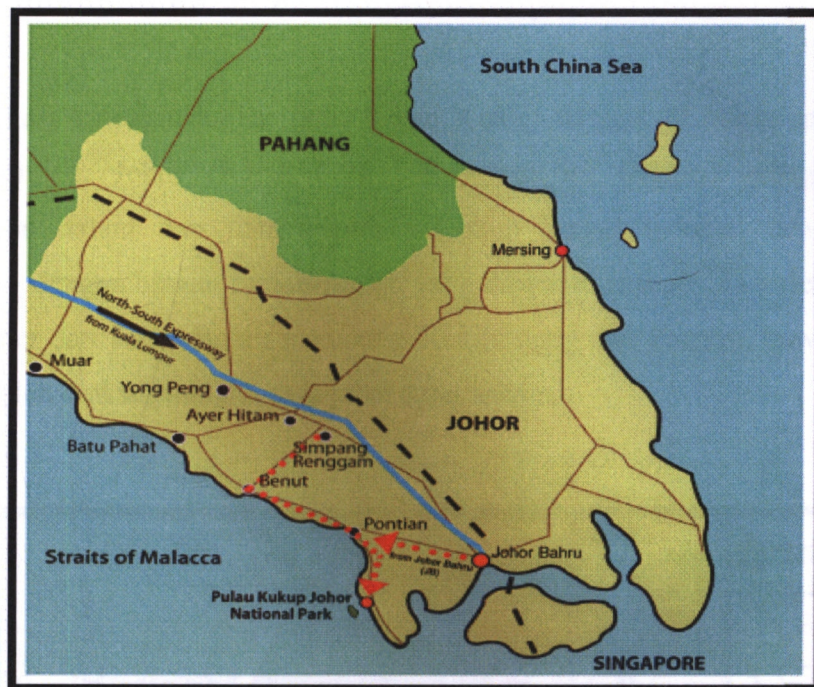 South China Sea
PAHANG
Mersing
North-South Expressway
from Kuala Lumpur
Muar
Yong Peng
Ayer Hitam
JOHOR
Batu Pahat
Simpang
Renggam
Benut
Pontian
Straits of Malacca
from Johor Bahru
(JB)
Johor Bahru
Pulau Kukup Johor
National Park
SINGAPORE